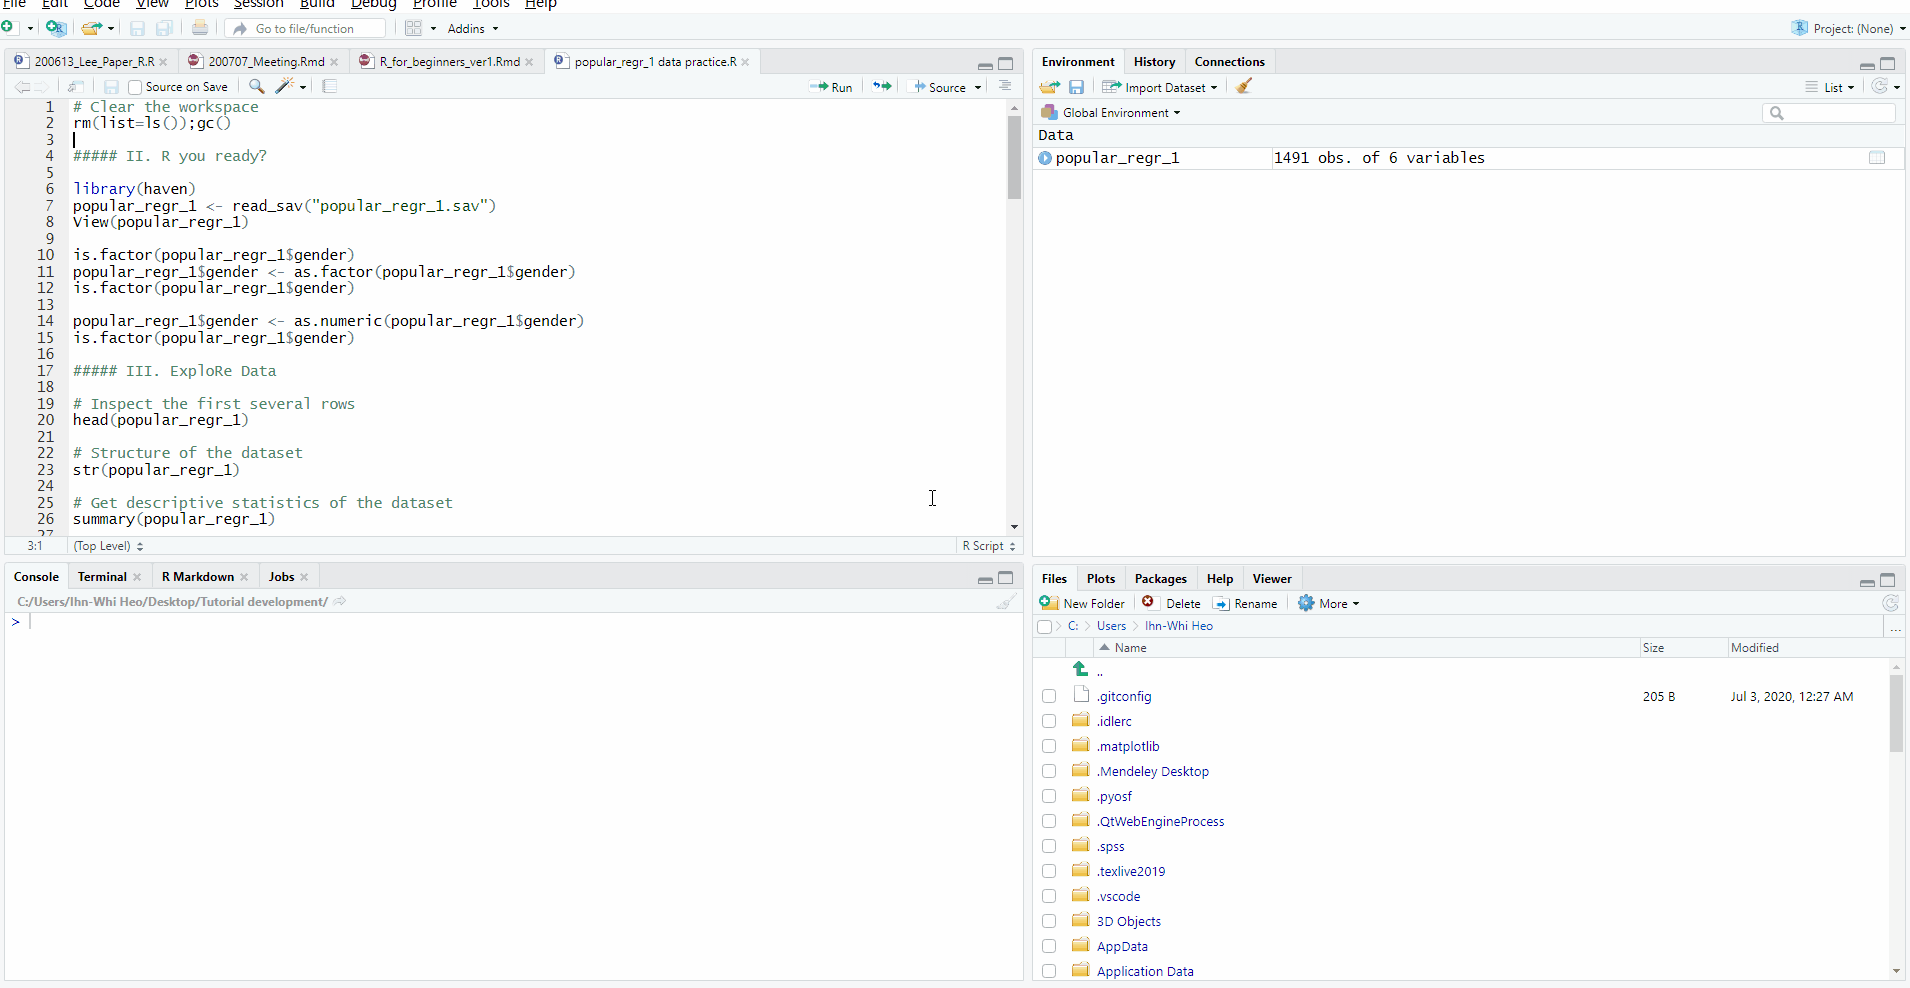 File Edit Code View Plots Session Build Debug Profile Tools Help
Go to file/function Addins Project: (None)
200613_Lee_Paper_R.R 200707_Meeting.Rmd R_for_beginners_ver1.Rmd popular_regr_1 data practice.R
Source on Save Run Source
1 # Clear the workspace
2 rm(list=ls());gc()
3
4 ##### II. R you ready?
5
6 library(haven)
7 popular_regr_1 <- read_sav("popular_regr_1.sav")
8 View(popular_regr_1)
9
10 is.factor(popular_regr_1$gender)
11 popular_regr_1$gender <- as.factor(popular_regr_1$gender)
12 is.factor(popular_regr_1$gender)
13
14 popular_regr_1$gender <- as.numeric(popular_regr_1$gender)
15 is.factor(popular_regr_1$gender)
16
17 ##### III. ExploRe Data
18
19 # Inspect the first several rows
20 head(popular_regr_1)
21
22 # Structure of the dataset
23 str(popular_regr_1)
24
25 # Get descriptive statistics of the dataset
26 summary(popular_regr_1)
27
3:1 (Top Level) R Script
Console Terminal R Markdown Jobs
C:/Users/Ihn-Whi Heo/Desktop/Tutorial development/
>
Environment History Connections
Import Dataset List
Global Environment
Data
popular_regr_1 1491 obs. of 6 variables
Files Plots Packages Help Viewer
New Folder Delete Rename More
C: Users Ihn-Whi Heo ...
Name Size Modified
..
.gitconfig 205 B Jul 3, 2020, 12:27 AM
.idlerc
.matplotlib
.Mendeley Desktop
.pyosf
.QtWebEngineProcess
.spss
.texlive2019
.vscode
3D Objects
AppData
Application Data